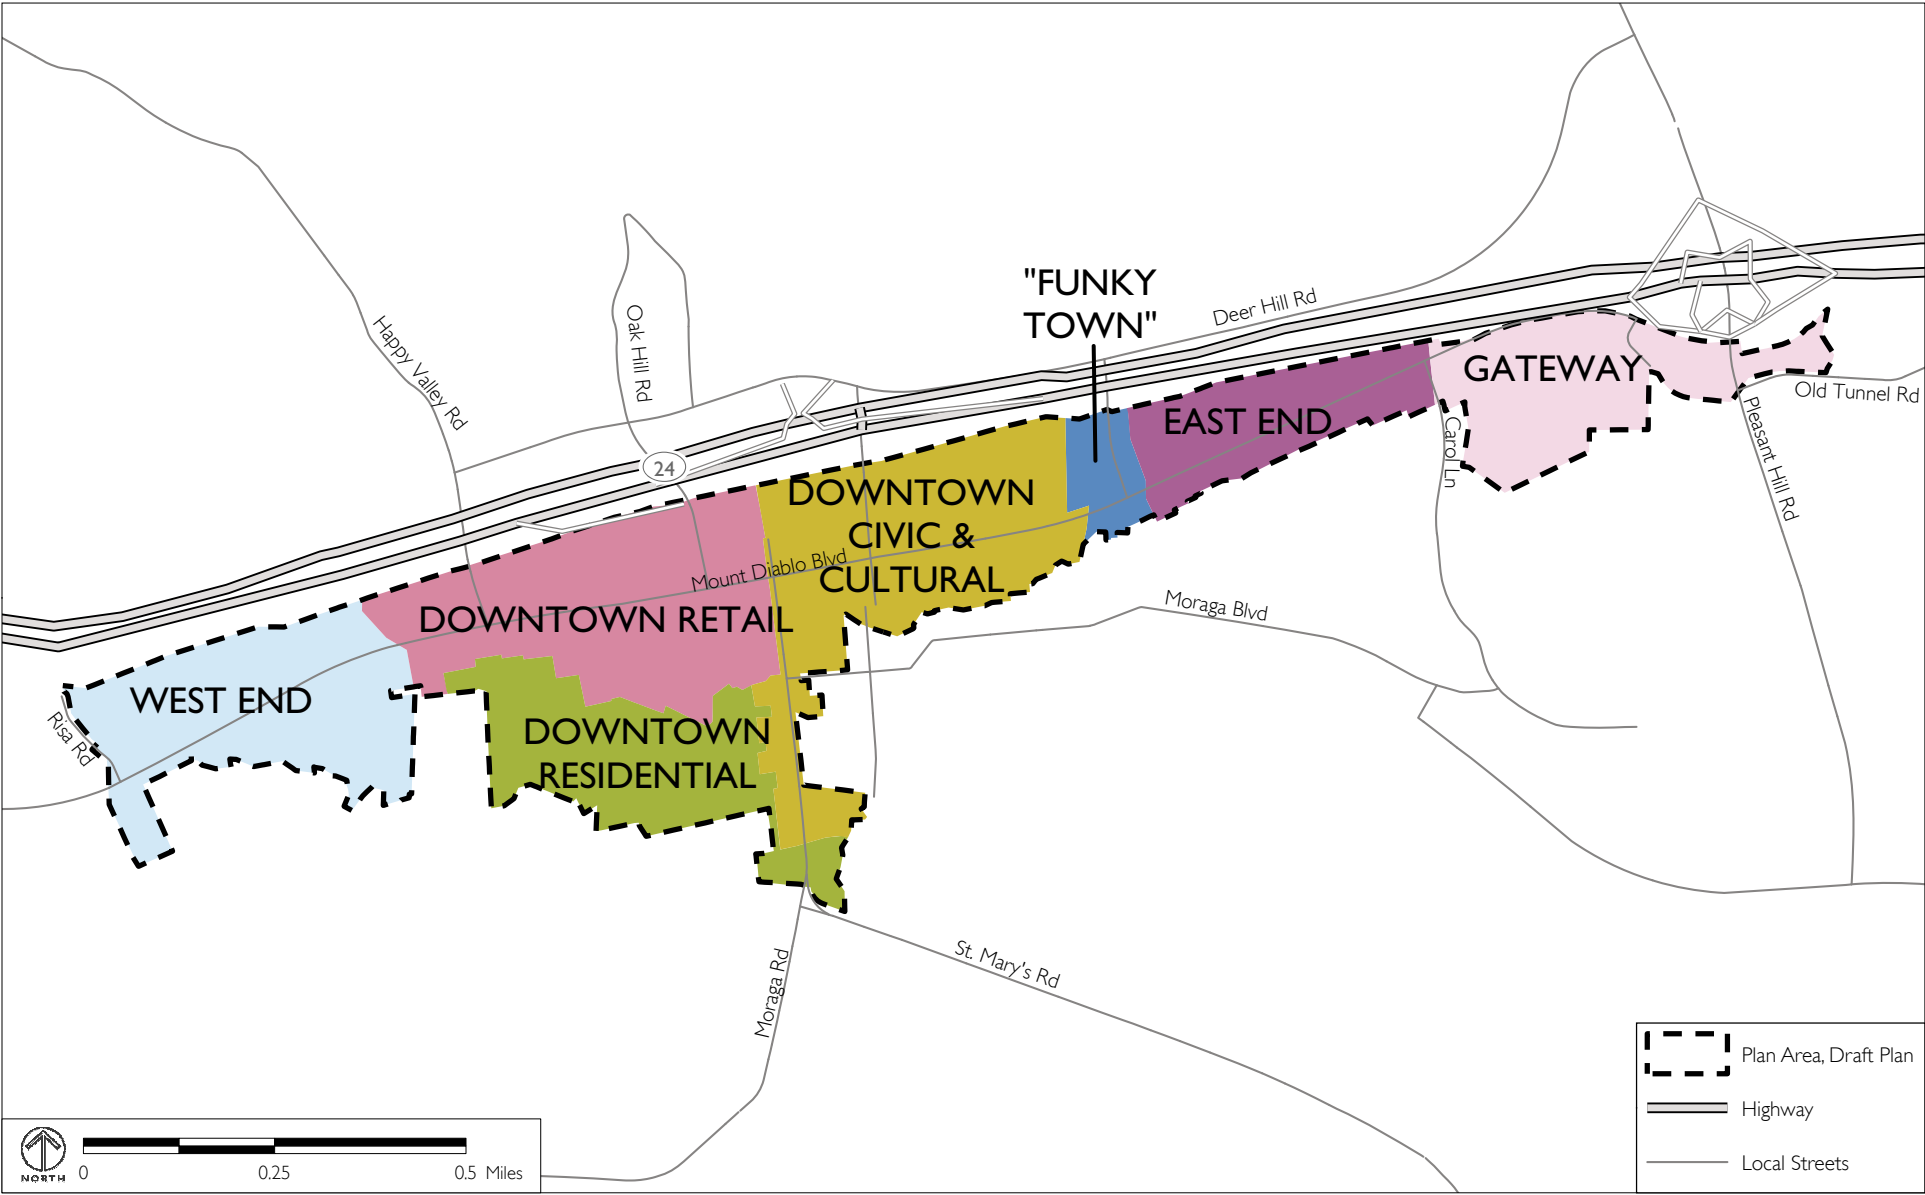 "FUNKY
TOWN"
Deer Hill Rd
Oak Hill Rd
Happy Valley Rd
GATEWAY
Old Tunnel Rd
EAST END
Carol Ln
Pleasant Hill Rd
24
DOWNTOWN
CIVIC &
CULTURAL
Mount Diablo Blvd
DOWNTOWN RETAIL
Moraga Blvd
WEST END
Risa Rd
DOWNTOWN
RESIDENTIAL
St. Mary's Rd
Moraga Rd
Plan Area, Draft Plan
Highway
Local Streets
NORTH
0 0.25 0.5 Miles